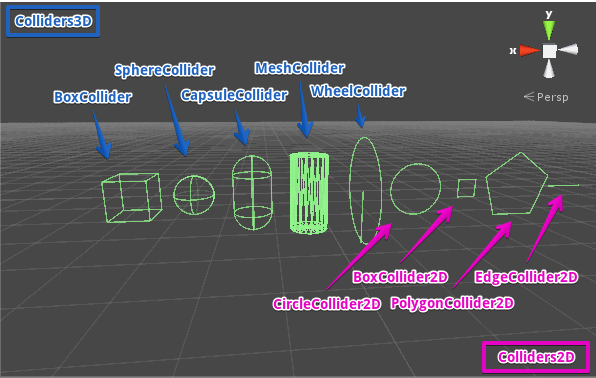 Colliders3D
y
x
Persp
MeshCollider
SphereCollider
WheelCollider
CapsuleCollider
BoxCollider
BoxCollider2D
EdgeCollider2D
CircleCollider2D
PolygonCollider2D
Colliders2D